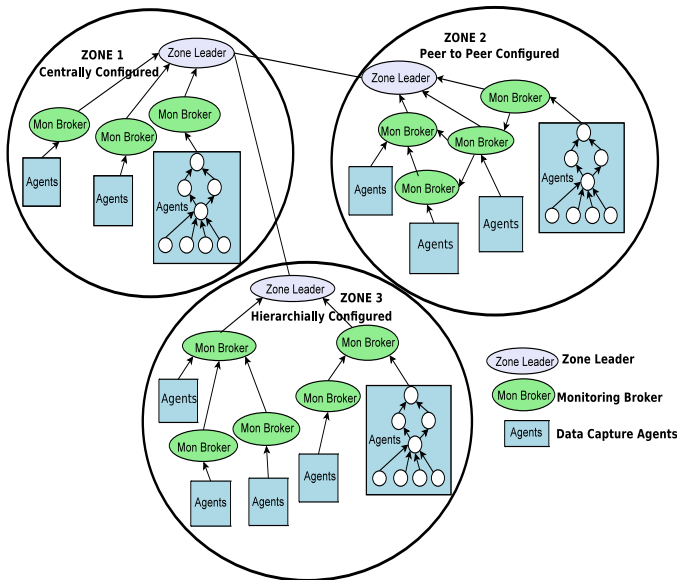 ZONE 1
Centrally Configured
Zone Leader
Mon Broker
Mon Broker
Mon Broker
Agents
Agents
Agents
ZONE 2
Peer to Peer Configured
Zone Leader
Mon Broker
Mon Broker
Mon Broker
Mon Broker
Agents
Agents
Agents
Agents
Zone Leader
ZONE 3
Hierarchially Configured
Mon Broker
Mon Broker
Agents
Mon Broker
Mon Broker
Mon Broker
Agents
Agents
Agents
Agents
Zone Leader
Zone Leader
Mon Broker
Monitoring Broker
Agents
Data Capture Agents